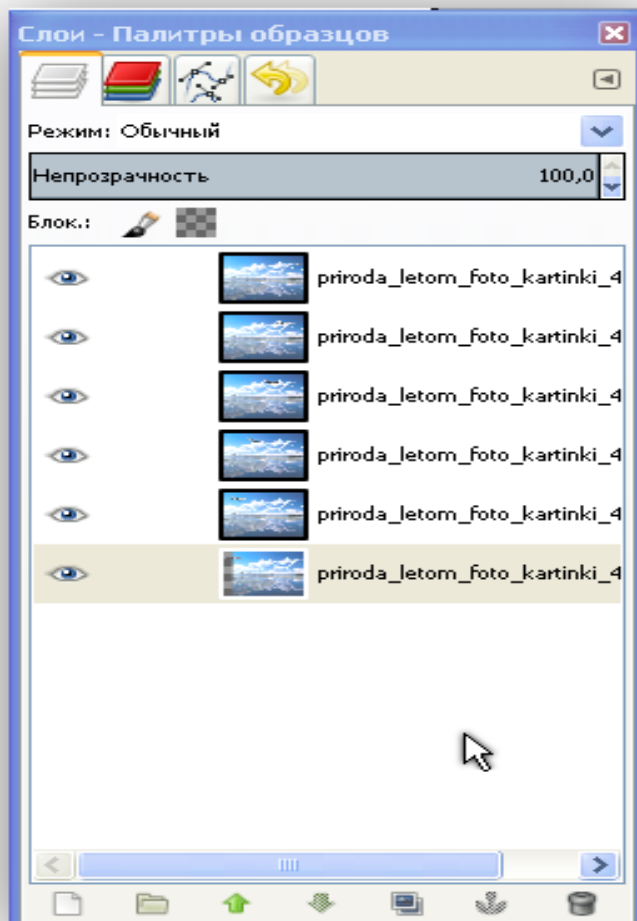 Слои - Палитры образцов
Режим: Обычный
Непрозрачность 100,0
Блок.:
priroda_letom_foto_kartinki_4
priroda_letom_foto_kartinki_4
priroda_letom_foto_kartinki_4
priroda_letom_foto_kartinki_4
priroda_letom_foto_kartinki_4
priroda_letom_foto_kartinki_4